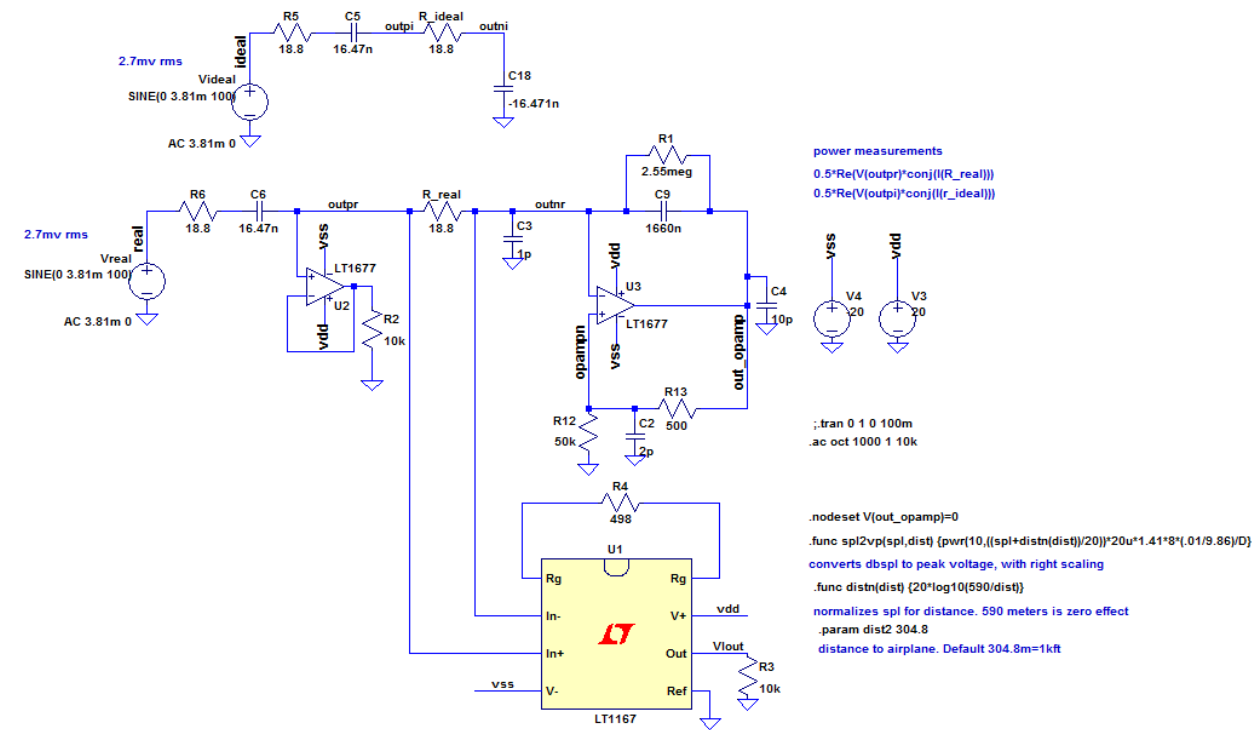 R5
C5
outpi
R_ideal
outni
18.8
16.47n
18.8
ideal
2.7mv rms
Videal
SINE(0 3.81m 100)
AC 3.81m 0
C18
-16.471n
R1
2.55meg
power measurements
0.5*Re(V(outpr)*conj(I(R_real)))
0.5*Re(V(outpi)*conj(I(r_ideal)))
R6
C6
outpr
R_real
outnr
C9
18.8
16.47n
18.8
1660n
C3
1p
real
2.7mv rms
Vreal
SINE(0 3.81m 100)
AC 3.81m 0
vss
LT1677
U2
vdd
R2
10k
vdd
U3
LT1677
vss
opampn
out_opamp
C4
10p
vss
vdd
V4
-20
V3
20
R12
50k
C2
2p
R13
500
;.tran 0 1 0 100m
.ac oct 1000 1 10k
R4
498
U1
Rg
Rg
In-
V+
vdd
In+
Out
Vlout
vss
V-
Ref
R3
10k
LT1167
.nodeset V(out_opamp)=0
.func spl2vp(spl,dist) {pwr(10,((spl+distn(dist))/20))*20u*1.41*8*(.01/9.86)/D}
converts dbspl to peak voltage, with right scaling
.func distn(dist) {20*log10(590/dist)}
normalizes spl for distance. 590 meters is zero effect
.param dist2 304.8
distance to airplane. Default 304.8m=1kft